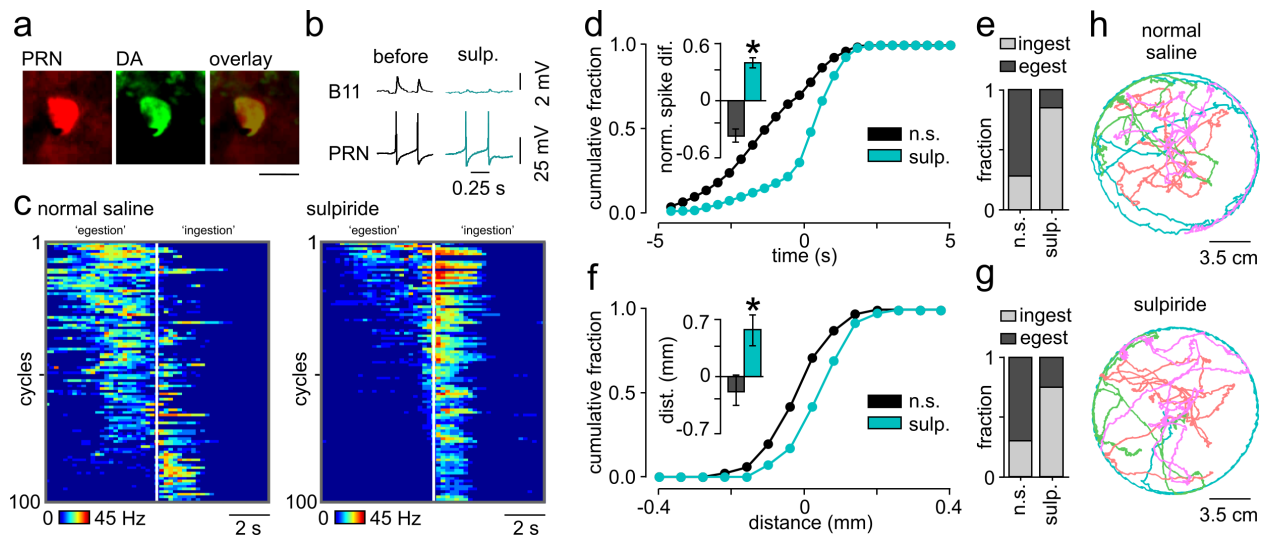 a
PRN
DA
overlay
b
before
sulp.
B11
2 mV
PRN
25 mV
0.25 s
c
normal saline
'egestion'
'ingestion'
1
cycles
100
0
45 Hz
2 s
sulpiride
'egestion'
'ingestion'
1
cycles
100
0
45 Hz
2 s
d
cumulative fraction
1.0
0.5
0.0
norm. spike dif.
0.6
0
-0.6
*
n.s.
sulp.
-5
0
5
time (s)
e
ingest
egest
fraction
1
0
n.s.
sulp.
f
cumulative fraction
1.0
0.5
0.0
dist. (mm)
0.7
0
-0.7
*
n.s.
sulp.
-0.4
0
0.4
distance (mm)
g
ingest
egest
fraction
1
0
n.s.
sulp.
h
normal
saline
3.5 cm
sulpiride
3.5 cm